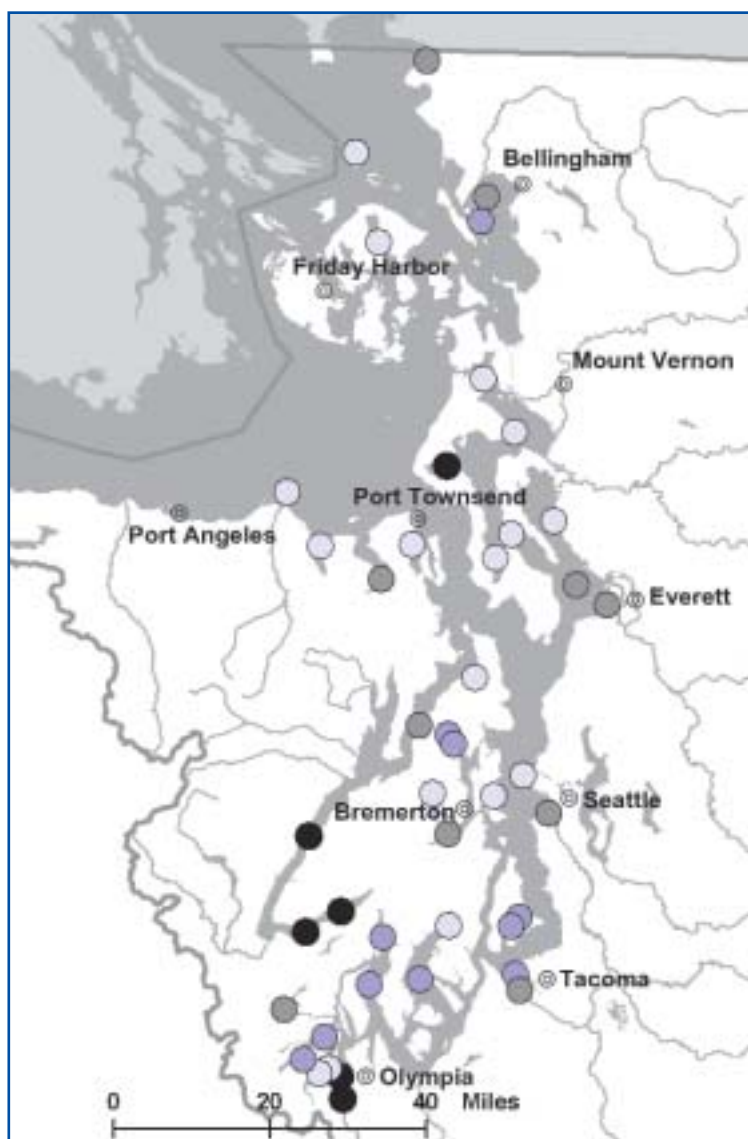 Bellingham
Friday Harbor
Mount Vernon
Port Townsend
Port Angeles
Everett
Bremerton
Seattle
Tacoma
Olympia
0 20 40 Miles